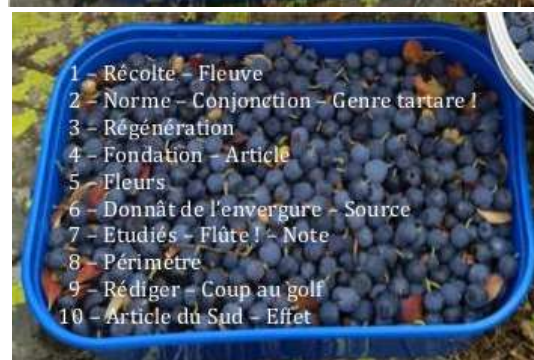 1 – Récolte – Fleuve
2 – Norme – Conjonction – Genre tartare !
3 – Régénération
4 – Fondation – Article
5 – Fleurs
6 – Donnât de l'envergure – Source
7 – Etudiés – Flûte ! – Note
8 – Périmètre
9 – Rédiger – Coup au golf
10 – Article du Sud – Effet